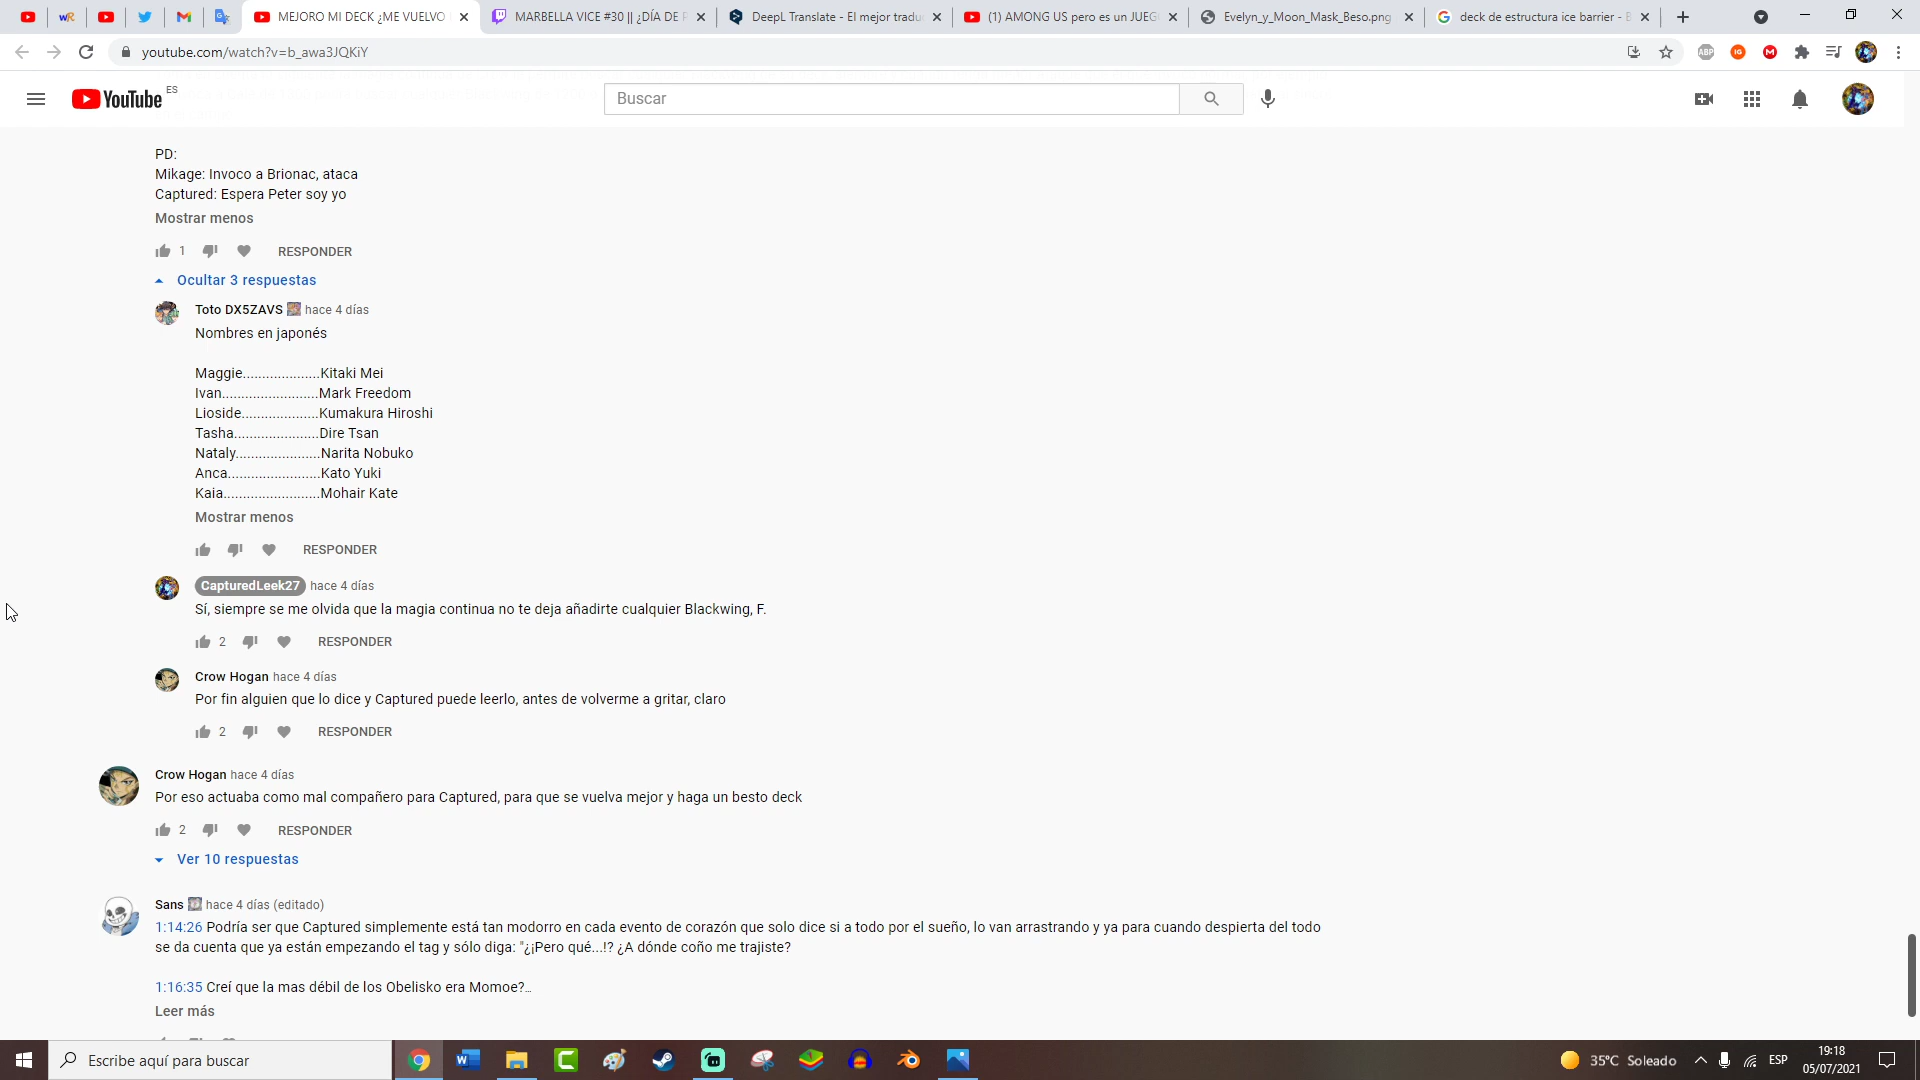 MEJORO MI DECK ¿ME VUELVO
MARBELLA VICE #30 || ¿DÍA DE
DeepL Translate - El mejor tradu
(1) AMONG US pero es un JUEG
Evelyn_y_Moon_Mask_Beso.png
deck de estructura ice barrier -
youtube.com/watch?v=b_awa3JQKiY
ABP
YouTube ES
Buscar
PD:
Mikage: Invoco a Brionac, ataca
Captured: Espera Peter soy yo
Mostrar menos
1 RESPONDER
Ocultar 3 respuestas
Toto DX5ZAVS hace 4 días
Nombres en japonés
Maggie....................Kitaki Mei
Ivan.........................Mark Freedom
Lioside....................Kumakura Hiroshi
Tasha......................Dire Tsan
Nataly......................Narita Nobuko
Anca........................Kato Yuki
Kaia.........................Mohair Kate
Mostrar menos
RESPONDER
CapturedLeek27 hace 4 días
Sí, siempre se me olvida que la magia continua no te deja añadirte cualquier Blackwing, F.
2 RESPONDER
Crow Hogan hace 4 días
Por fin alguien que lo dice y Captured puede leerlo, antes de volverme a gritar, claro
2 RESPONDER
Crow Hogan hace 4 días
Por eso actuaba como mal compañero para Captured, para que se vuelva mejor y haga un besto deck
2 RESPONDER
Ver 10 respuestas
Sans hace 4 días (editado)
1:14:26 Podría ser que Captured simplemente está tan modorro en cada evento de corazón que solo dice si a todo por el sueño, lo van arrastrando y ya para cuando despierta del todo
se da cuenta que ya están empezando el tag y sólo diga: "¿¡Pero qué...!? ¿A dónde coño me trajiste?
1:16:35 Creí que la mas débil de los Obelisko era Momoe?...
Leer más
Escribe aquí para buscar
35°C Soleado
ESP
19:18
05/07/2021